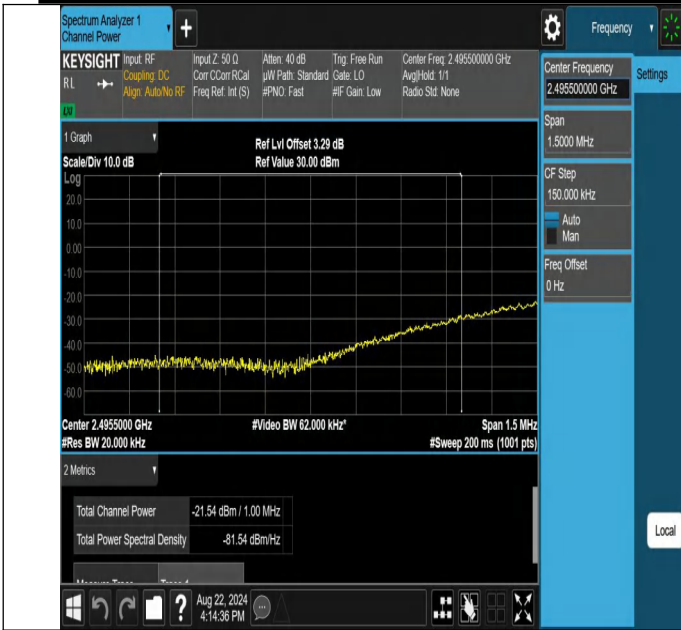 Spectrum Analyzer 1
Channel Power
+
Frequency
KEYSIGHT
RL
Input: RF
Coupling: DC
Align: Auto/No RF
Input Z: 50 Ω
Corr CCorr RCal
Freq Ref: Int (S)
Atten: 40 dB
µW Path: Standard
#PNO: Fast
Trig: Free Run
Gate: LO
#IF Gain: Low
Center Freq: 2.495500000 GHz
Avg|Hold: 1/1
Radio Std: None
Center Frequency
2.495500000 GHz
Settings
Span
1.5000 MHz
CF Step
150.000 kHz
Auto
Man
Freq Offset
0 Hz
1 Graph
Scale/Div 10.0 dB
Ref Lvl Offset 3.29 dB
Ref Value 30.00 dBm
Log
20.0
10.0
0.00
-10.0
-20.0
-30.0
-40.0
-50.0
-60.0
Center 2.4955000 GHz
#Res BW 20.000 kHz
#Video BW 62.000 kHz*
Span 1.5 MHz
#Sweep 200 ms (1001 pts)
2 Metrics
Total Channel Power -21.54 dBm / 1.00 MHz
Total Power Spectral Density -81.54 dBm/Hz
Local
?
Aug 22, 2024
4:14:36 PM